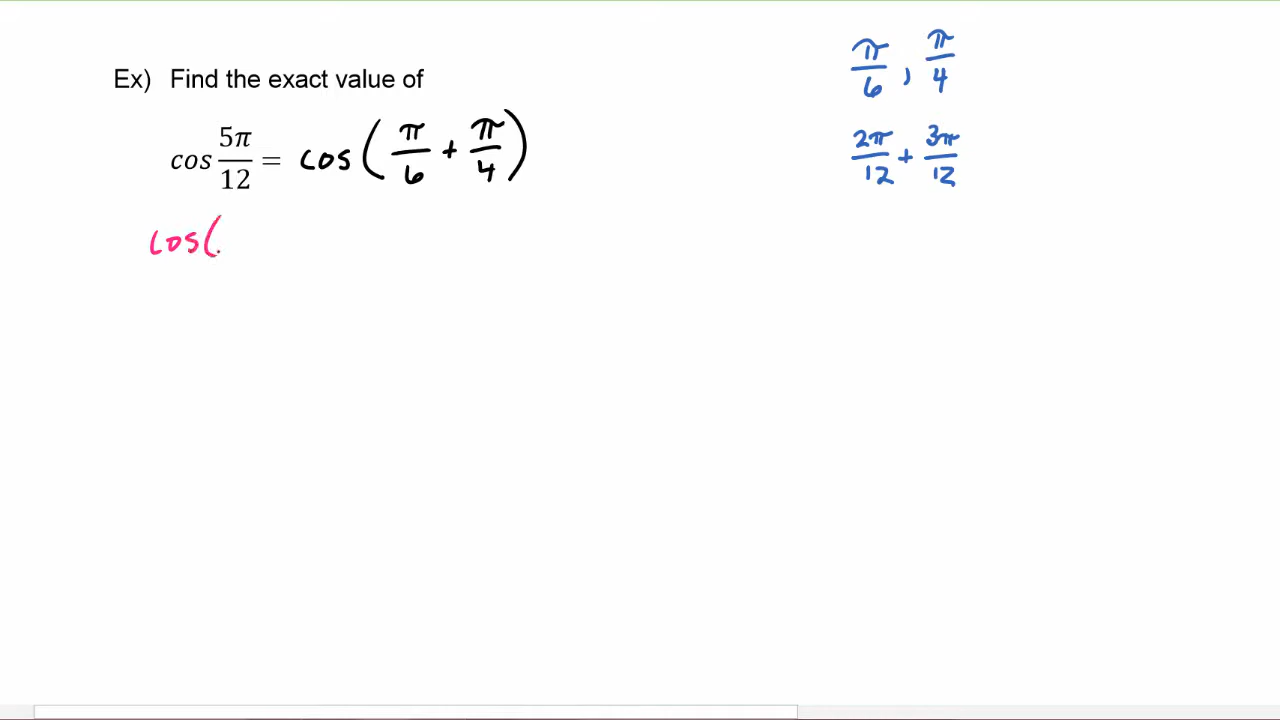 Ex) Find the exact value of
cos 5π/12 = cos(π/6 + π/4)
cos(
π/6, π/4
2π/12 + 3π/12